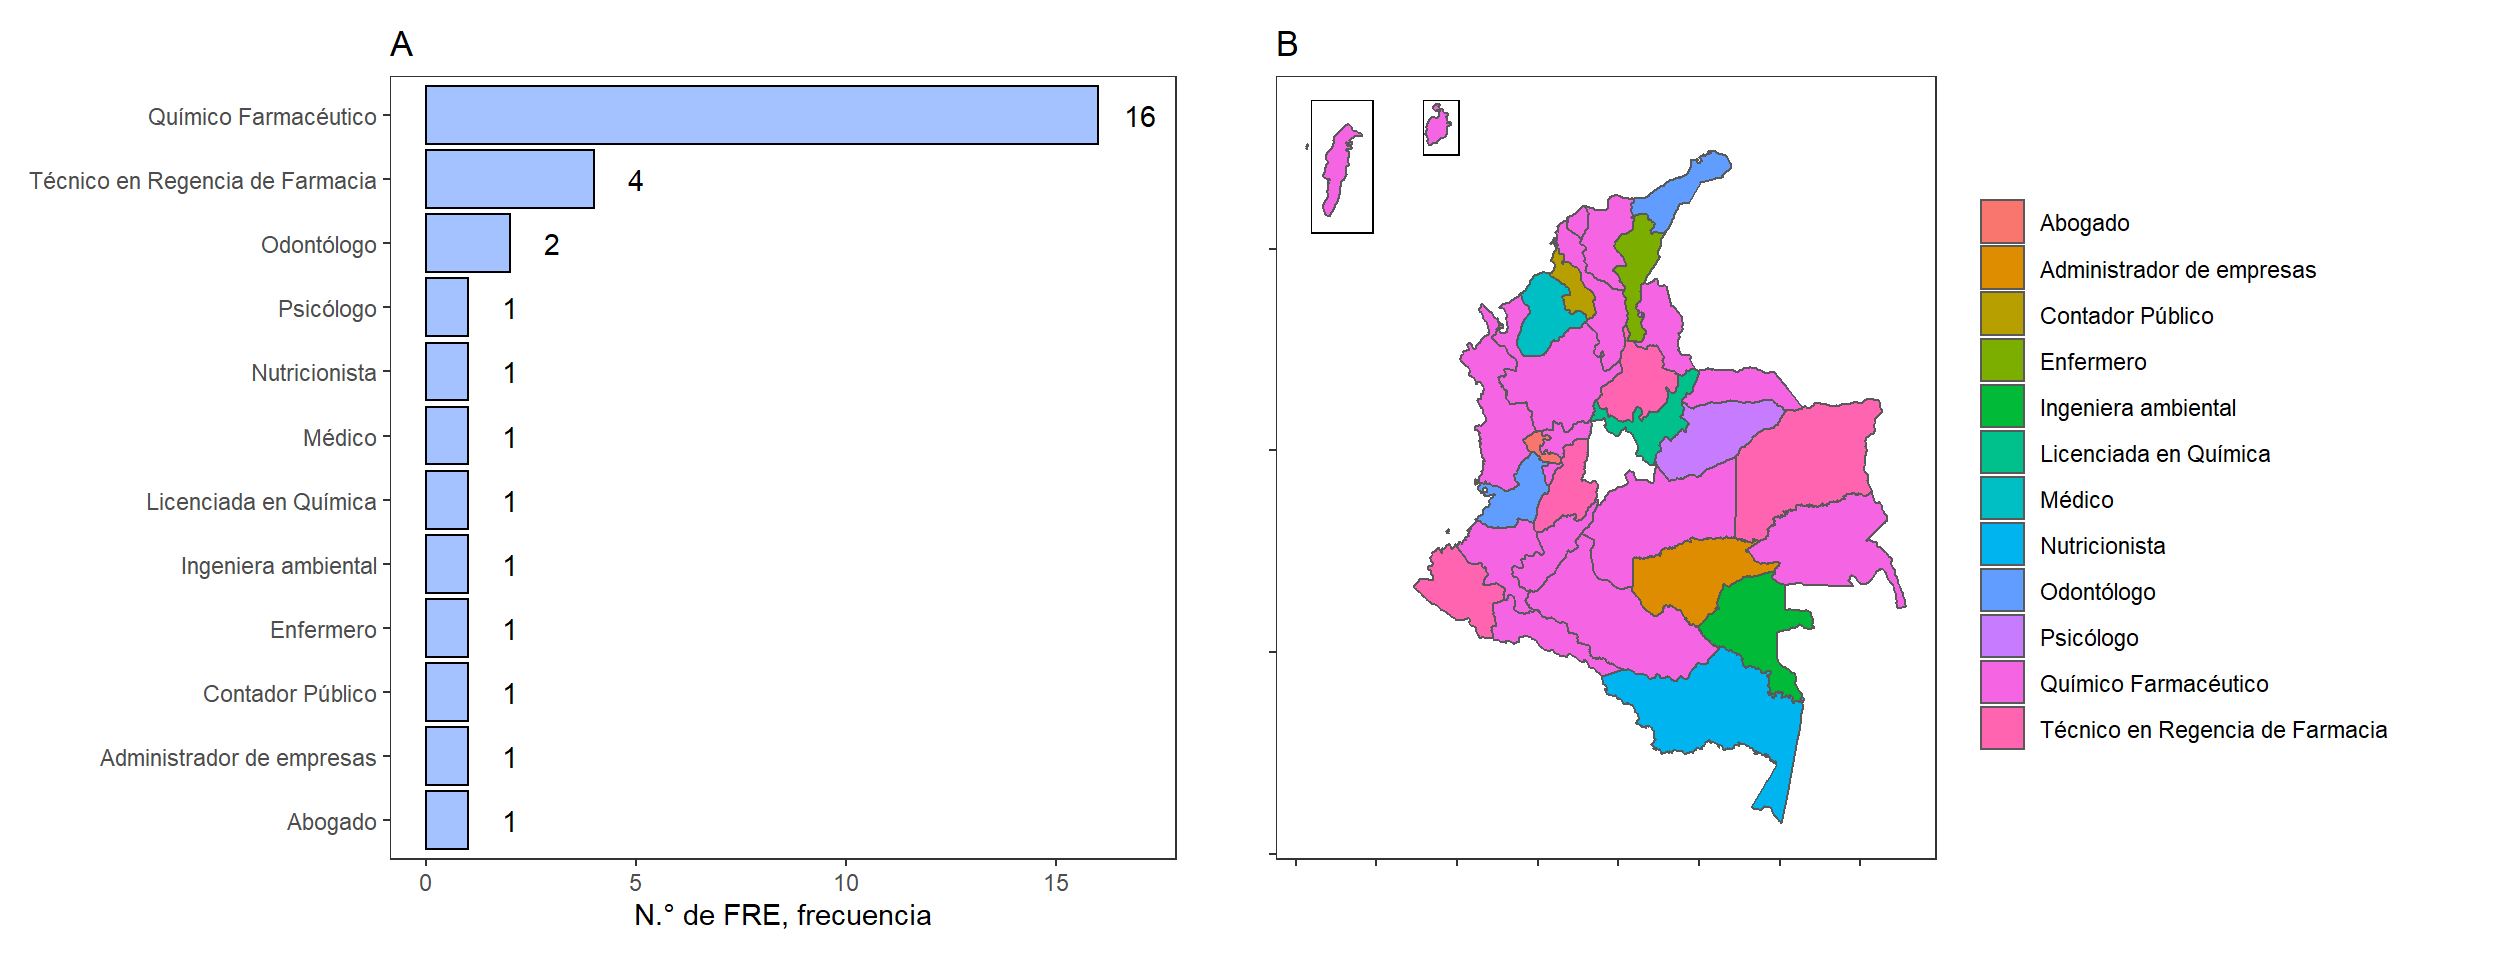 A
Químico Farmacéutico
16
Técnico en Regencia de Farmacia
4
Odontólogo
2
Psicólogo
1
Nutricionista
1
Médico
1
Licenciada en Química
1
Ingeniera ambiental
1
Enfermero
1
Contador Público
1
Administrador de empresas
1
Abogado
1
0 5 10 15
N.° de FRE, frecuencia
B
Abogado
Administrador de empresas
Contador Público
Enfermero
Ingeniera ambiental
Licenciada en Química
Médico
Nutricionista
Odontólogo
Psicólogo
Químico Farmacéutico
Técnico en Regencia de Farmacia